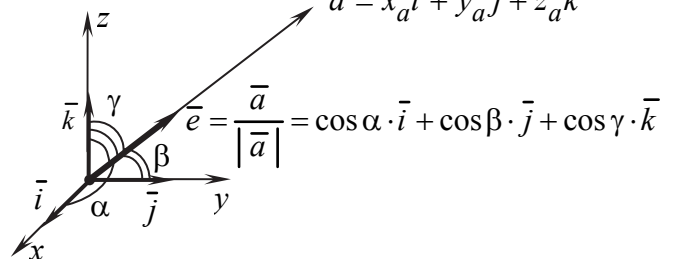 a = x_a i + y_a j + z_a k
z
k̅ γ
e̅ = a̅ / |a̅| = cos α · i̅ + cos β · j̅ + cos γ · k̅
β
i̅ α j̅ y
x